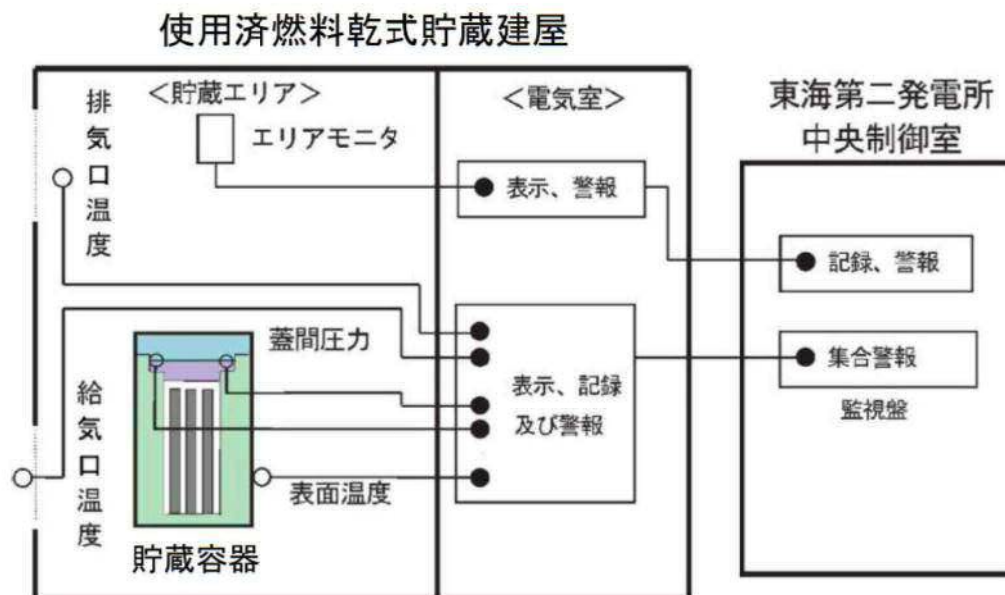 使用済燃料乾式貯蔵建屋
＜貯蔵エリア＞
＜電気室＞
東海第二発電所
中央制御室
排気口温度
エリアモニタ
表示、警報
記録、警報
蓋間圧力
表示、記録
及び警報
集合警報
監視盤
給気口温度
表面温度
貯蔵容器